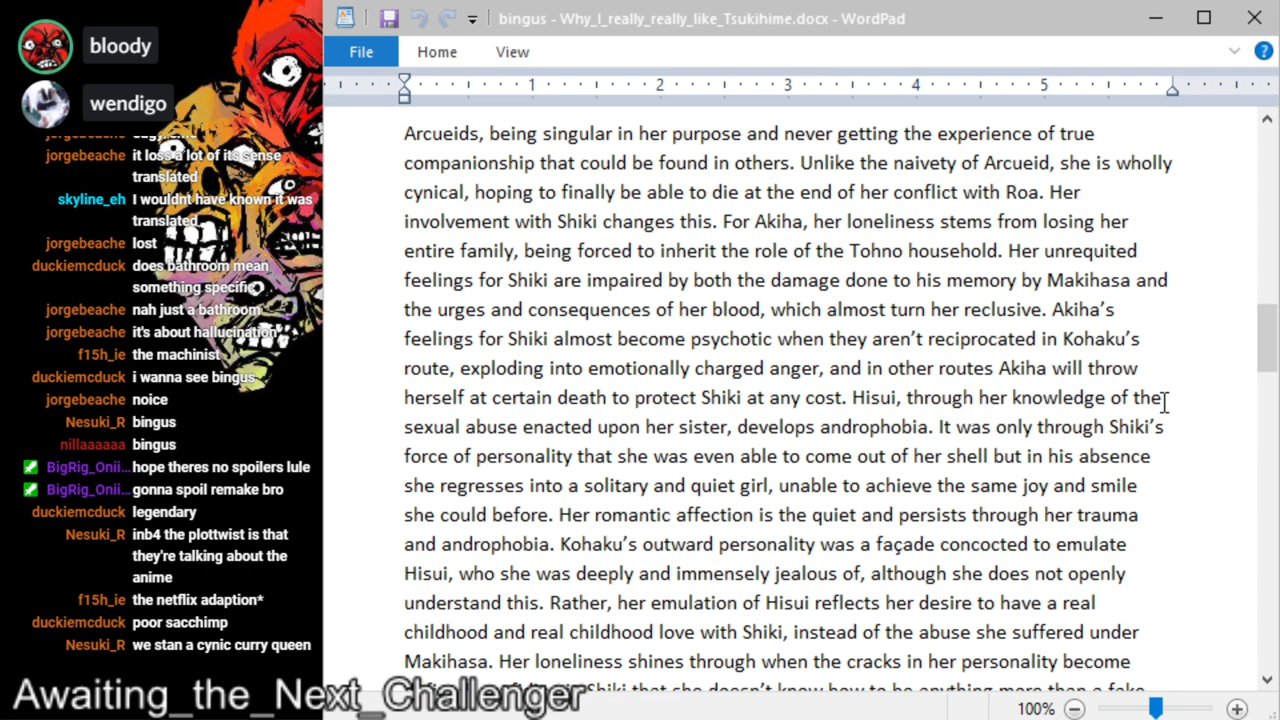 bloody
wendigo
jorgebeache it loss a lot of its sense
translated
skyline_eh I wouldnt have known it was
translated
jorgebeache lost
duckiemcduck does bathroom mean
something specific
jorgebeache nah just a bathroom
jorgebeache it's about hallucination
f15h_ie the machinist
duckiemcduck i wanna see bingus
jorgebeache noice
Nesuki_R bingus
nillaaaaaa bingus
BigRig_Onii... hope theres no spoilers lule
BigRig_Onii... gonna spoil remake bro
duckiemcduck legendary
Nesuki_R inb4 the plottwist is that
they're talking about the
anime
f15h_ie the netflix adaption*
duckiemcduck poor sacchimp
Nesuki_R we stan a cynic curry queen
Awaiting_the_Next_Challenger
bingus - Why_I_really_really_like_Tsukihime.docx - WordPad
File Home View
1 2 3 4 5
Arcueids, being singular in her purpose and never getting the experience of true
companionship that could be found in others. Unlike the naivety of Arcueid, she is wholly
cynical, hoping to finally be able to die at the end of her conflict with Roa. Her
involvement with Shiki changes this. For Akiha, her loneliness stems from losing her
entire family, being forced to inherit the role of the Tohno household. Her unrequited
feelings for Shiki are impaired by both the damage done to his memory by Makihasa and
the urges and consequences of her blood, which almost turn her reclusive. Akiha’s
feelings for Shiki almost become psychotic when they aren’t reciprocated in Kohaku’s
route, exploding into emotionally charged anger, and in other routes Akiha will throw
herself at certain death to protect Shiki at any cost. Hisui, through her knowledge of the
sexual abuse enacted upon her sister, develops androphobia. It was only through Shiki’s
force of personality that she was even able to come out of her shell but in his absence
she regresses into a solitary and quiet girl, unable to achieve the same joy and smile
she could before. Her romantic affection is the quiet and persists through her trauma
and androphobia. Kohaku’s outward personality was a façade concocted to emulate
Hisui, who she was deeply and immensely jealous of, although she does not openly
understand this. Rather, her emulation of Hisui reflects her desire to have a real
childhood and real childhood love with Shiki, instead of the abuse she suffered under
Makihasa. Her loneliness shines through when the cracks in her personality become
Shiki that she doesn't know how to be anything more than a fake
100%